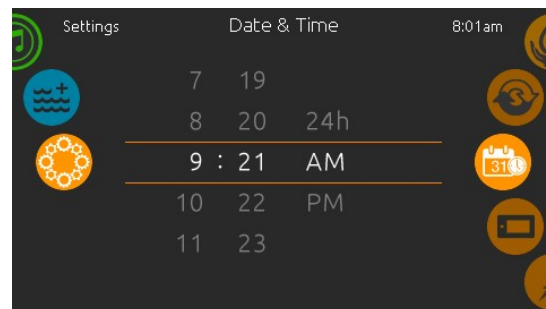 Settings Date & Time 8:01am
7 19
8 20 24h
9 : 21 AM
31
10 22 PM
11 23